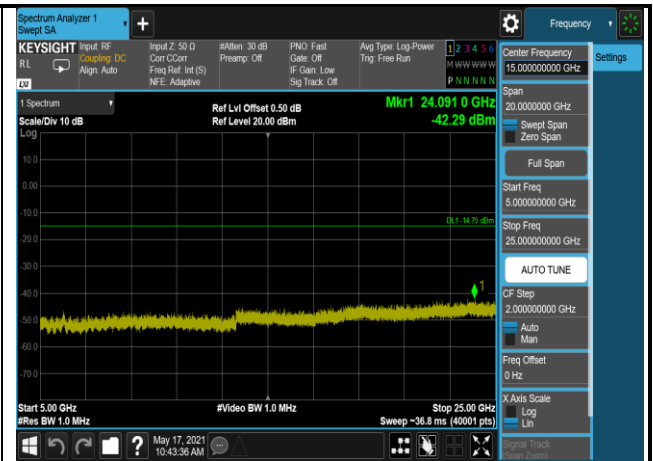 Spectrum Analyzer 1
Swept SA
+
Frequency
KEYSIGHT
RL
LXI
Input: RF
Coupling: DC
Align: Auto
Input Z: 50 Ω
Corr CCorr
Freq Ref: Int (S)
NFE: Adaptive
#Atten: 30 dB
Preamp: Off
PNO: Fast
Gate: Off
IF Gain: Low
Sig Track: Off
Avg Type: Log-Power
Trig: Free Run
1 2 3 4 5 6
M W W W W W
P N N N N N
1 Spectrum
Scale/Div 10 dB
Log
Ref Lvl Offset 0.50 dB
Ref Level 20.00 dBm
Mkr1 24.091 0 GHz
-42.29 dBm
10.0
0.00
-10.0
-20.0
-30.0
-40.0
-50.0
-60.0
-70.0
DL1 -14.75 dBm
1
Start 5.00 GHz
#Res BW 1.0 MHz
#Video BW 1.0 MHz
Stop 25.00 GHz
Sweep ~36.8 ms (40001 pts)
May 17, 2021
10:43:36 AM
?
Center Frequency
15.000000000 GHz
Settings
Span
20.0000000 GHz
Swept Span
Zero Span
Full Span
Start Freq
5.000000000 GHz
Stop Freq
25.000000000 GHz
AUTO TUNE
CF Step
2.000000000 GHz
Auto
Man
Freq Offset
0 Hz
X Axis Scale
Log
Lin
Signal Track
(Span Zoom)